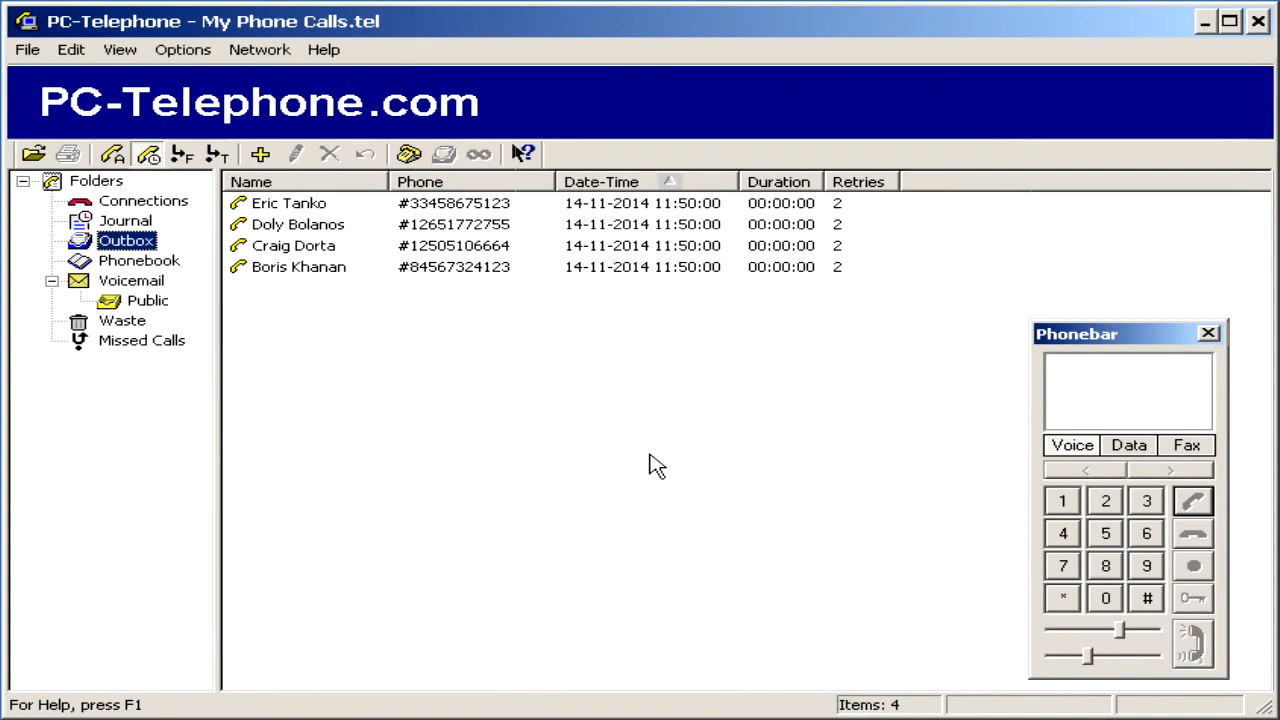 PC-Telephone - My Phone Calls.tel
File Edit View Options Network Help
PC-Telephone.com
Folders
Connections
Journal
Outbox
Phonebook
Voicemail
Public
Waste
Missed Calls
Name Phone Date-Time Duration Retries
Eric Tanko #33458675123 14-11-2014 11:50:00 00:00:00 2
Doly Bolanos #12651772755 14-11-2014 11:50:00 00:00:00 2
Craig Dorta #12505106664 14-11-2014 11:50:00 00:00:00 2
Boris Khanan #84567324123 14-11-2014 11:50:00 00:00:00 2
Phonebar
Voice Data Fax
< >
1 2 3
4 5 6
7 8 9
* 0 #
For Help, press F1 Items: 4